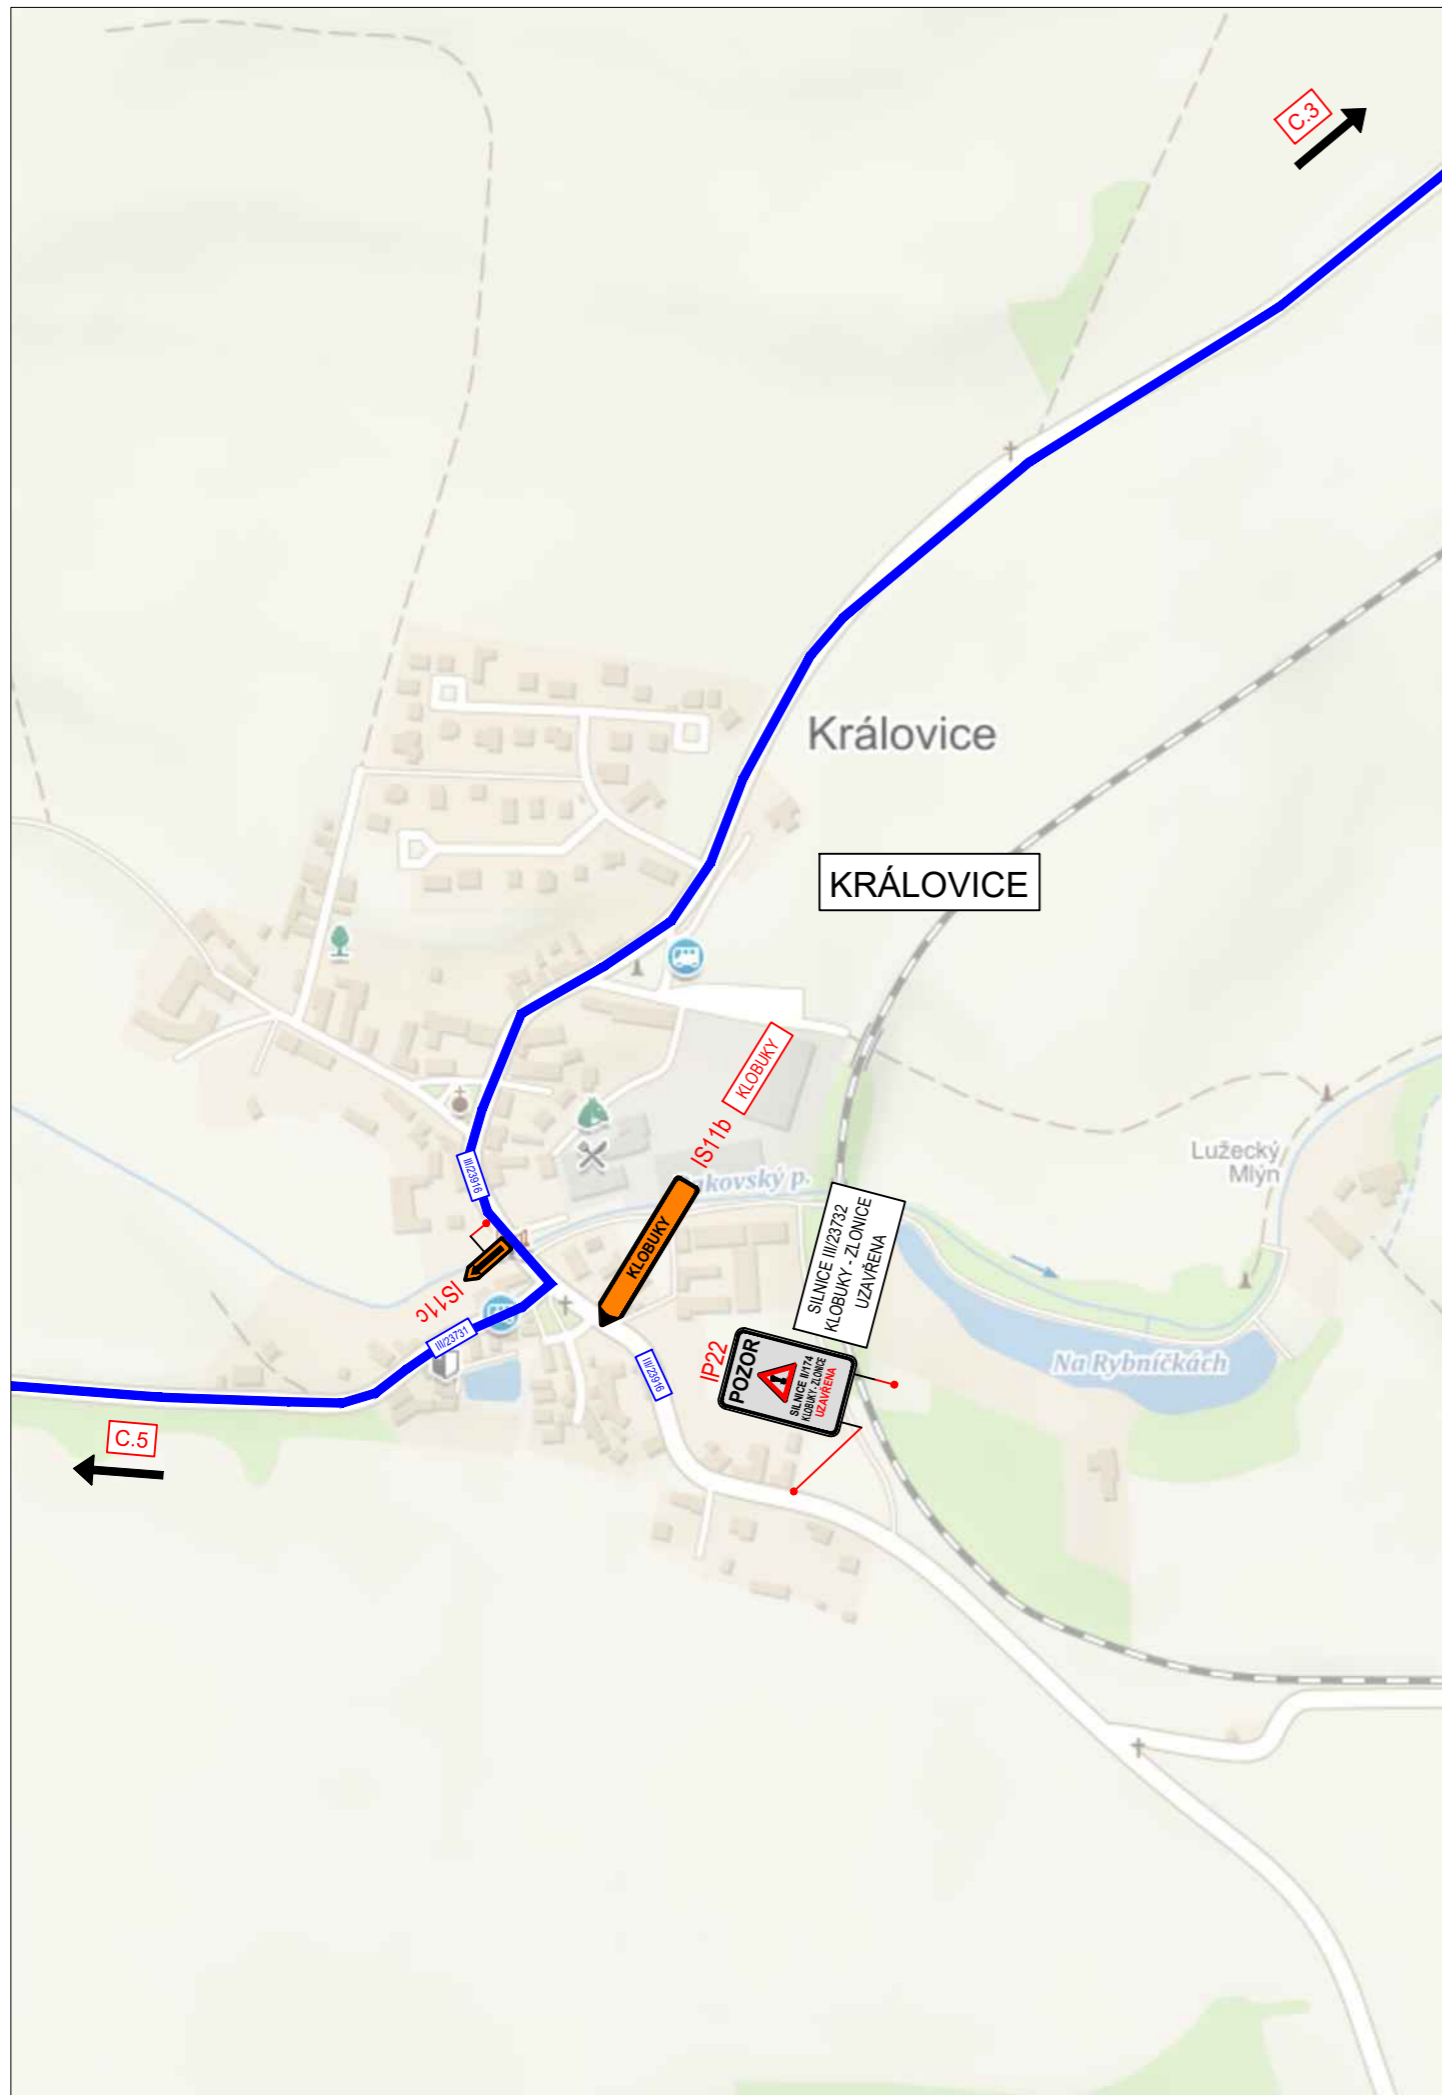 C.3
Královice
KRÁLOVICE
KLOBUKY
IS11b
III/23916
akovský p.
Lužecký
Mlýn
KLOBUKY
SILNICE III/23732
KLOBUKY - ZLONICE
UZAVŘENA
IS11c
III/23731
IP22
POZOR
SILNICE II/174
KLOBUKY- ZLONICE
UZAVŘENA
III/23916
Na Rybníčkách
C.5